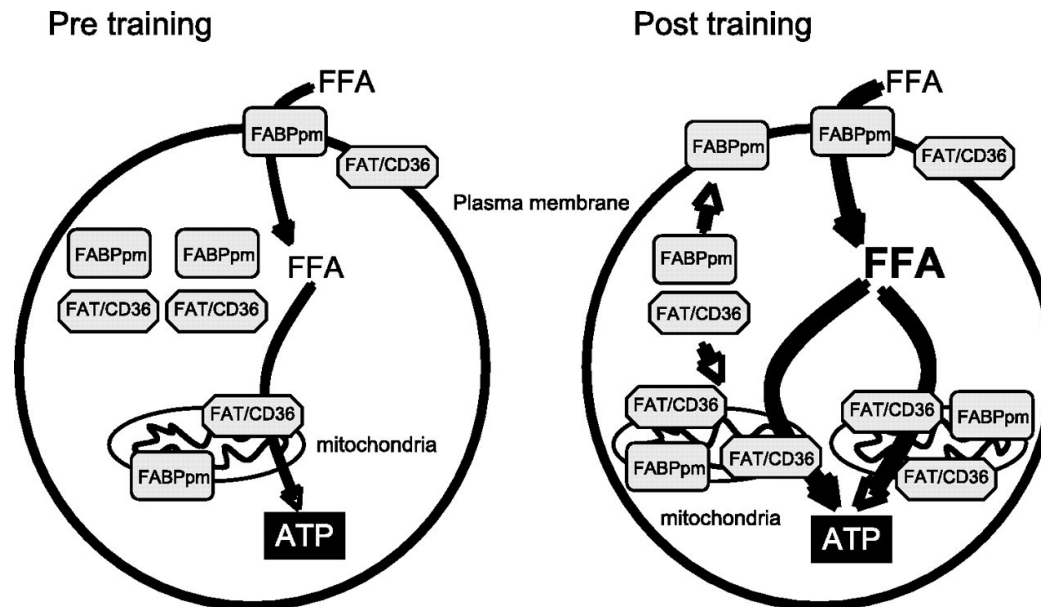 Pre training
FFA
FABPpm
FAT/CD36
FABPpm
FABPpm
FFA
FAT/CD36
FAT/CD36
FAT/CD36
mitochondria
FABPpm
ATP
Post training
FFA
FABPpm
FABPpm
FAT/CD36
Plasma membrane
FABPpm
FFA
FAT/CD36
FAT/CD36
FAT/CD36
FABPpm
FABPpm
FAT/CD36
FAT/CD36
mitochondria
ATP